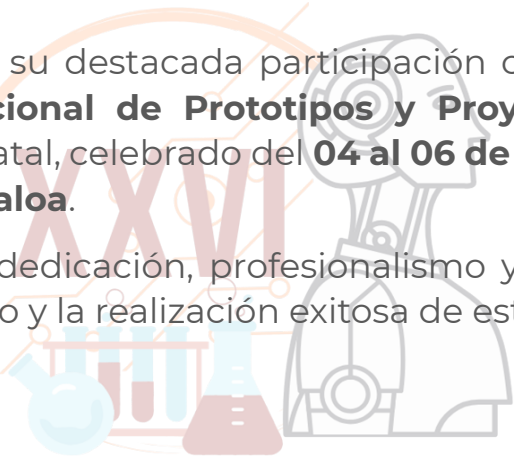 su destacada participación
cional de Prototipos y Proy
atal, celebrado del 04 al 06 de
aloa.
XXVI
dedicación, profesionalismo y
o y la realización exitosa de est